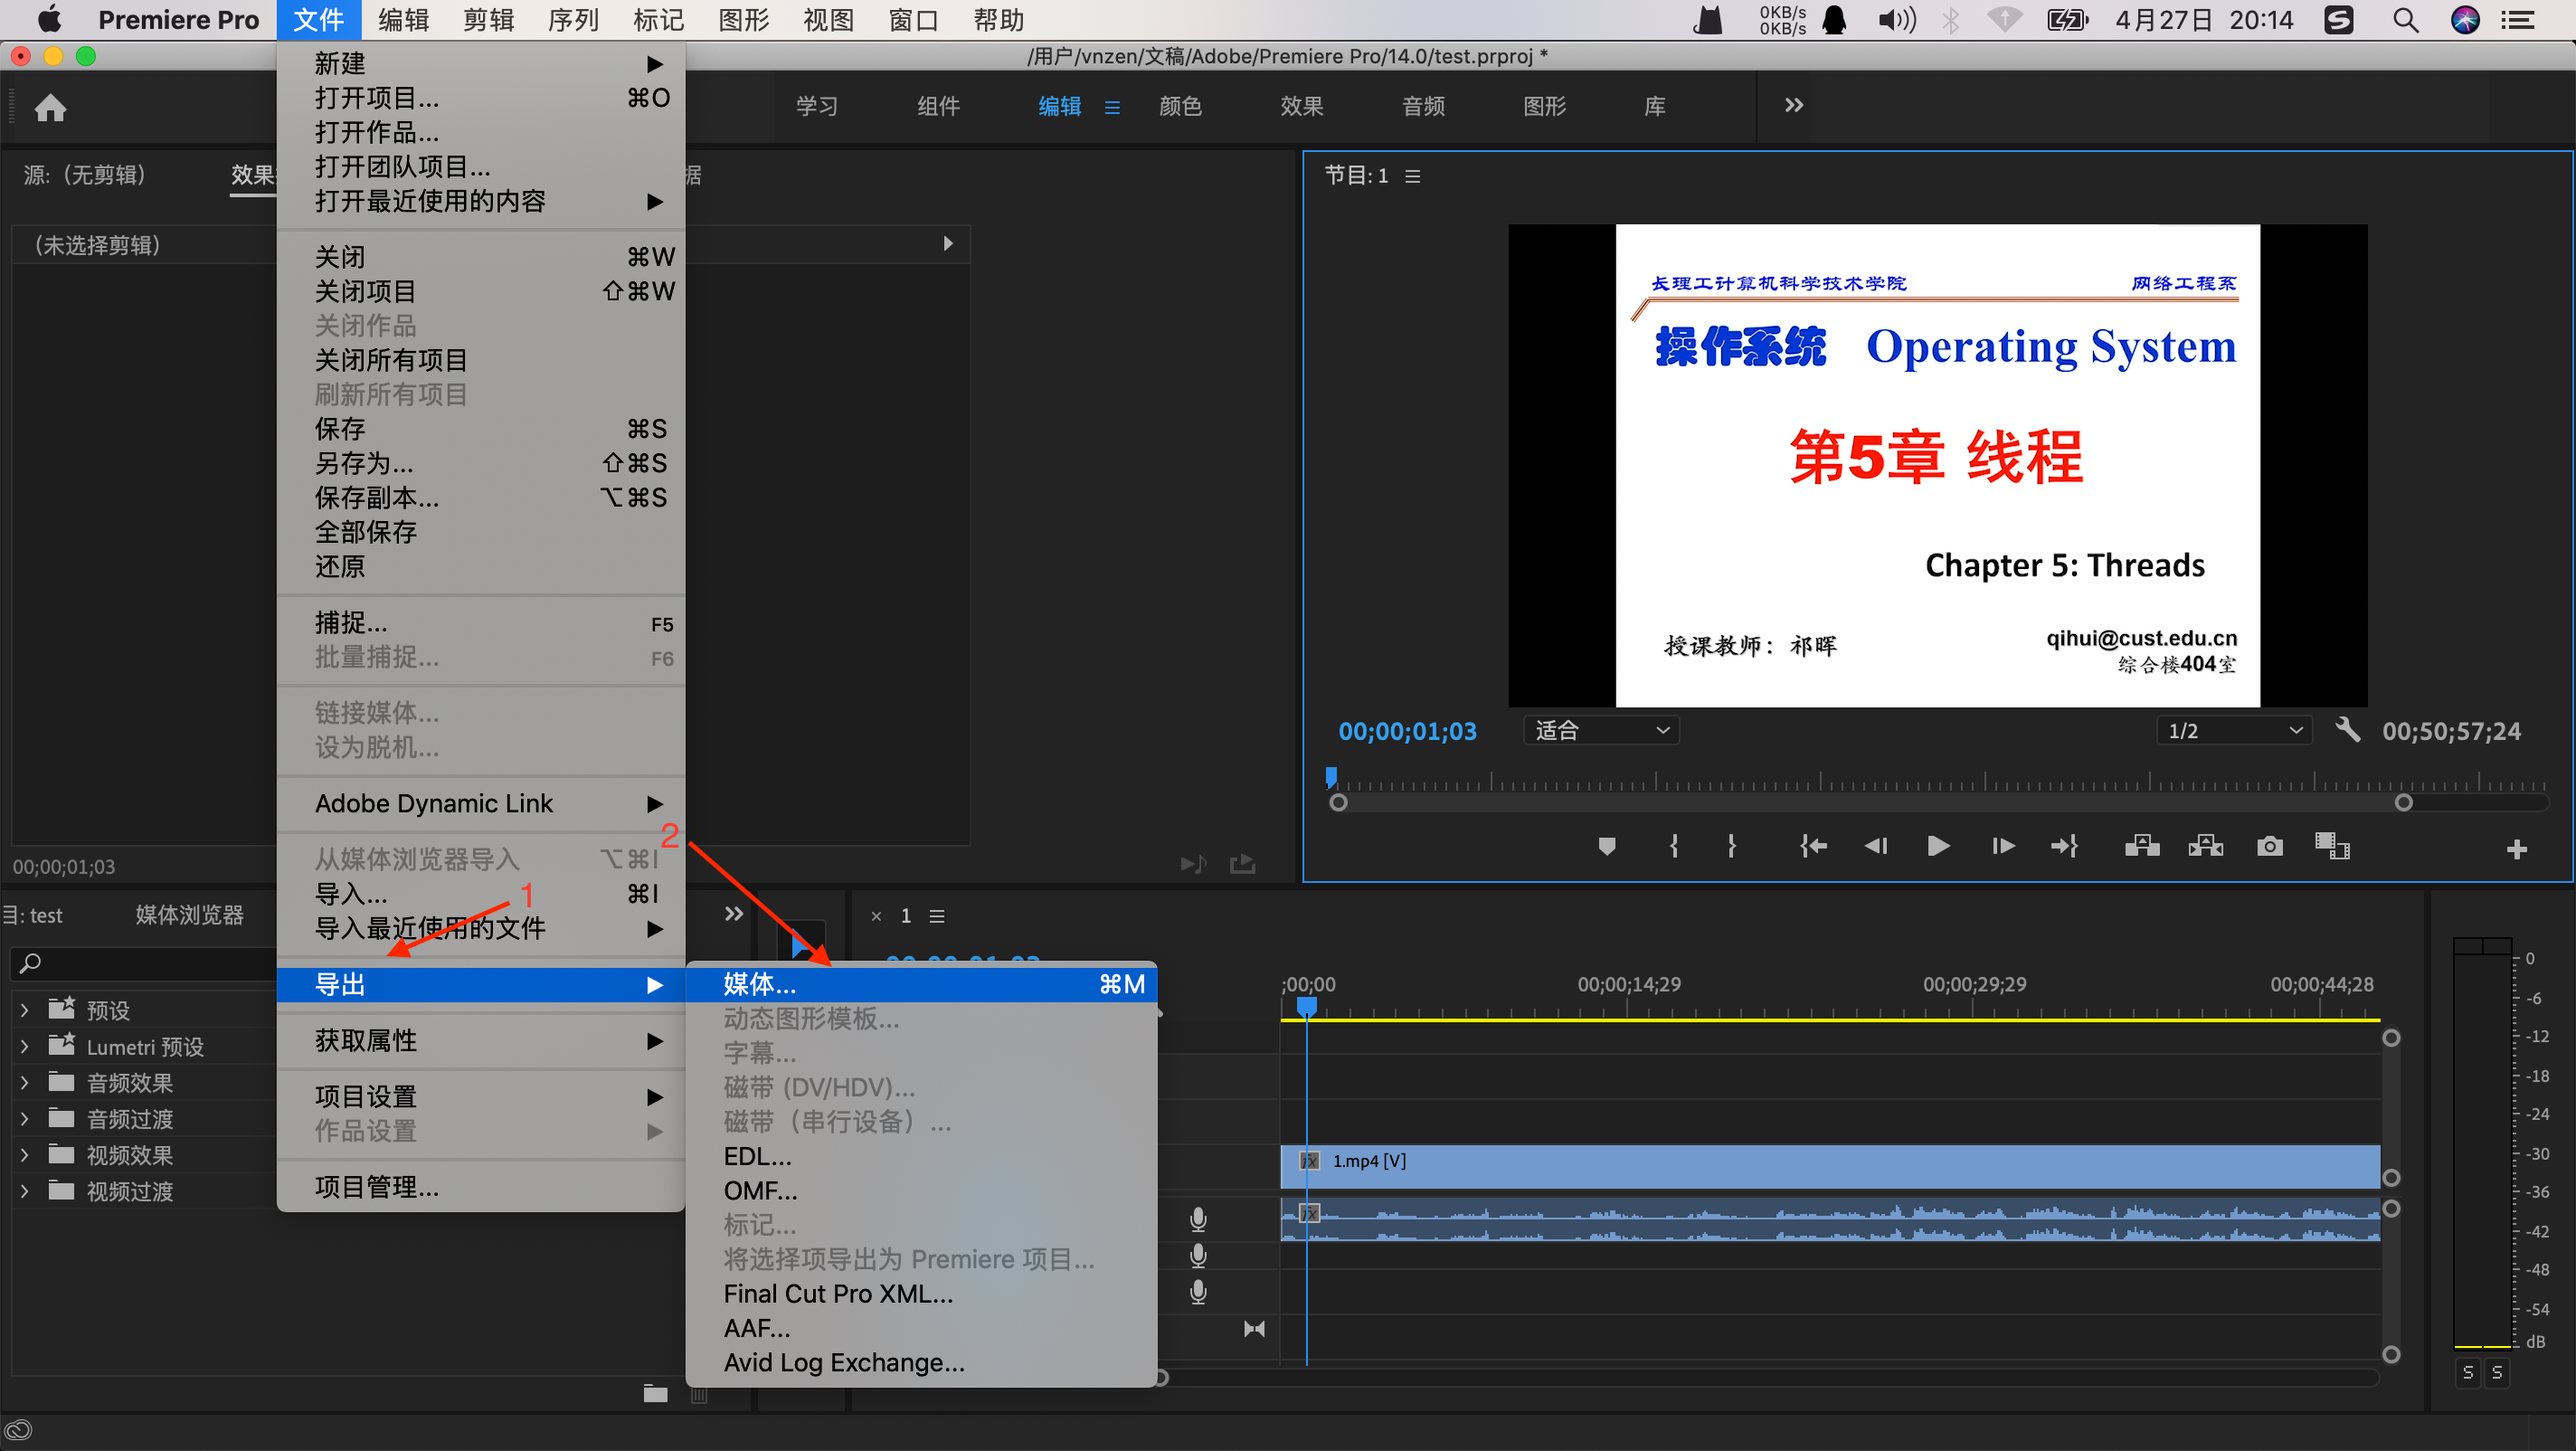 Premiere Pro 文件 编辑 剪辑 序列 标记 图形 视图 窗口 帮助 0KB/s 0KB/s 4月27日 20:14
/用户/vnzen/文稿/Adobe/Premiere Pro/14.0/test.prproj *
学习 组件 编辑 颜色 效果 音频 图形 库
源:（无剪辑） 效果 据
（未选择剪辑）
00;00;01;03
新建
打开项目... ⌘O
打开作品...
打开团队项目...
打开最近使用的内容
关闭 ⌘W
关闭项目 ⇧⌘W
关闭作品
关闭所有项目
刷新所有项目
保存 ⌘S
另存为... ⇧⌘S
保存副本... ⌥⌘S
全部保存
还原
捕捉... F5
批量捕捉... F6
链接媒体...
设为脱机...
Adobe Dynamic Link
从媒体浏览器导入 ⌥⌘I
导入... ⌘I
导入最近使用的文件
导出
获取属性
项目设置
作品设置
项目管理...
1
2
媒体... ⌘M
动态图形模板...
字幕...
磁带 (DV/HDV)...
磁带（串行设备）...
EDL...
OMF...
标记...
将选择项导出为 Premiere 项目...
Final Cut Pro XML...
AAF...
Avid Log Exchange...
节目: 1
长理工计算机科学技术学院 网络工程系
操作系统 Operating System
第5章 线程
Chapter 5: Threads
授课教师：祁晖 qihui@cust.edu.cn
综合楼404室
00;00;01;03 适合 1/2 00;50;57;24
目: test 媒体浏览器
预设
Lumetri 预设
音频效果
音频过渡
视频效果
视频过渡
× 1
;00;00 00;00;14;29 00;00;29;29 00;00;44;28
fx 1.mp4 [V]
fx
0
-6
-12
-18
-24
-30
-36
-42
-48
-54
dB
S S